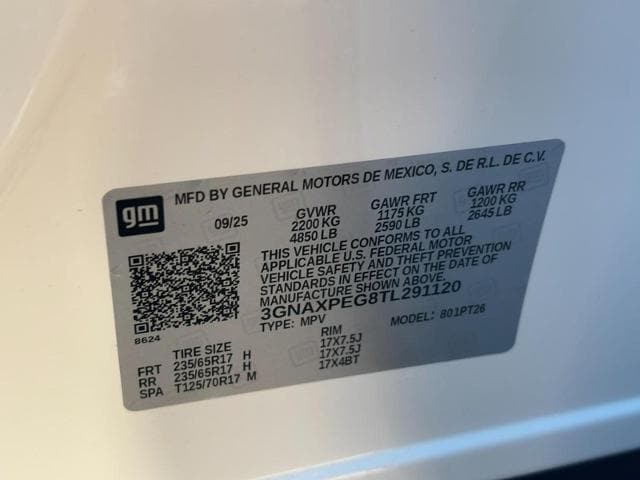 gm
MFD BY GENERAL MOTORS DE MEXICO, S. DE R.L. DE C.V.
09/25 GVWR GAWR FRT GAWR RR
2200 KG 1175 KG 1200 KG
4850 LB 2590 LB 2645 LB
THIS VEHICLE CONFORMS TO ALL
APPLICABLE U.S. FEDERAL MOTOR
VEHICLE SAFETY AND THEFT PREVENTION
STANDARDS IN EFFECT ON THE DATE OF
MANUFACTURE SHOWN ABOVE.
3GNAXPEG8TL291120
8624
TYPE: MPV MODEL: 801PT26
TIRE SIZE RIM
FRT 235/65R17 H 17X7.5J
RR 235/65R17 H 17X7.5J
SPA T125/70R17 M 17X4BT